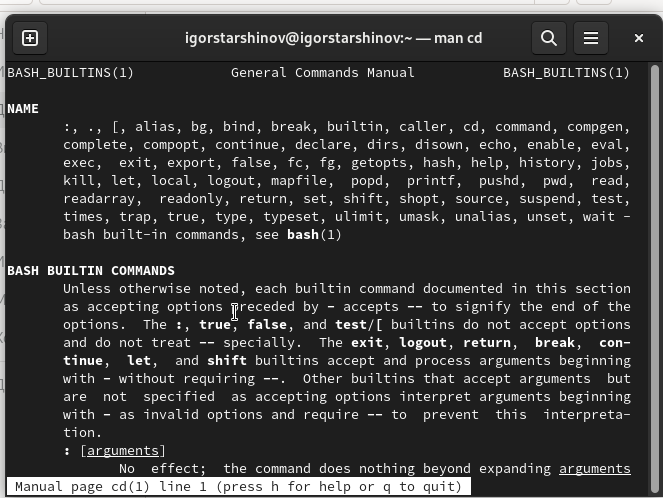 igorstarshinov@igorstarshinov:~ — man cd
BASH_BUILTINS(1) General Commands Manual BASH_BUILTINS(1)
NAME
:, ., [, alias, bg, bind, break, builtin, caller, cd, command, compgen,
complete, compopt, continue, declare, dirs, disown, echo, enable, eval,
exec, exit, export, false, fc, fg, getopts, hash, help, history, jobs,
kill, let, local, logout, mapfile, popd, printf, pushd, pwd, read,
readarray, readonly, return, set, shift, shopt, source, suspend, test,
times, trap, true, type, typeset, ulimit, umask, unalias, unset, wait -
bash built-in commands, see bash(1)
BASH BUILTIN COMMANDS
Unless otherwise noted, each builtin command documented in this section
as accepting options preceded by - accepts -- to signify the end of the
options. The :, true, false, and test/[ builtins do not accept options
and do not treat -- specially. The exit, logout, return, break, con-
tinue, let, and shift builtins accept and process arguments beginning
with - without requiring --. Other builtins that accept arguments but
are not specified as accepting options interpret arguments beginning
with - as invalid options and require -- to prevent this interpreta-
tion.
: [arguments]
No effect; the command does nothing beyond expanding arguments
Manual page cd(1) line 1 (press h for help or q to quit)